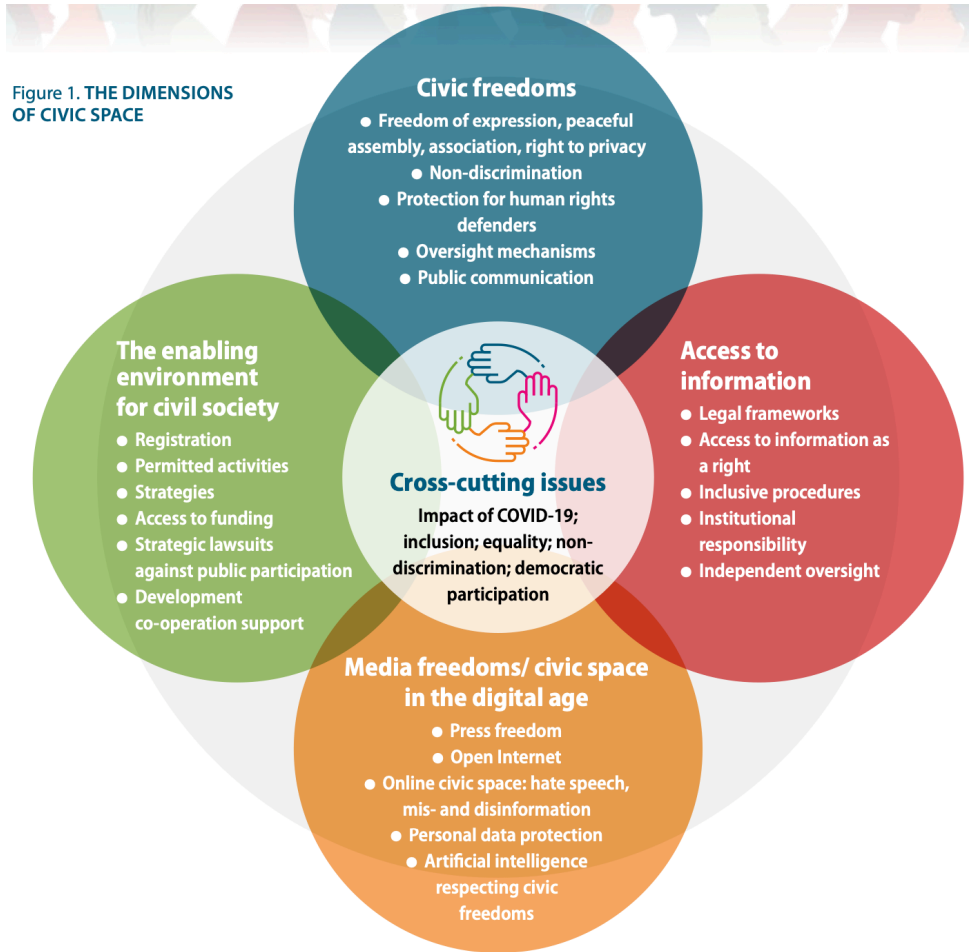 Figure 1. THE DIMENSIONS
OF CIVIC SPACE
Civic freedoms
● Freedom of expression, peaceful
assembly, association, right to privacy
● Non-discrimination
● Protection for human rights
defenders
● Oversight mechanisms
● Public communication
The enabling
environment
for civil society
● Registration
● Permitted activities
● Strategies
● Access to funding
● Strategic lawsuits
against public participation
● Development
co-operation support
Cross-cutting issues
Impact of COVID-19;
inclusion; equality; non-
discrimination; democratic
participation
Access to
information
● Legal frameworks
● Access to information as
a right
● Inclusive procedures
● Institutional
responsibility
● Independent oversight
Media freedoms/ civic space
in the digital age
● Press freedom
● Open Internet
● Online civic space: hate speech,
mis- and disinformation
● Personal data protection
● Artificial intelligence
respecting civic
freedoms